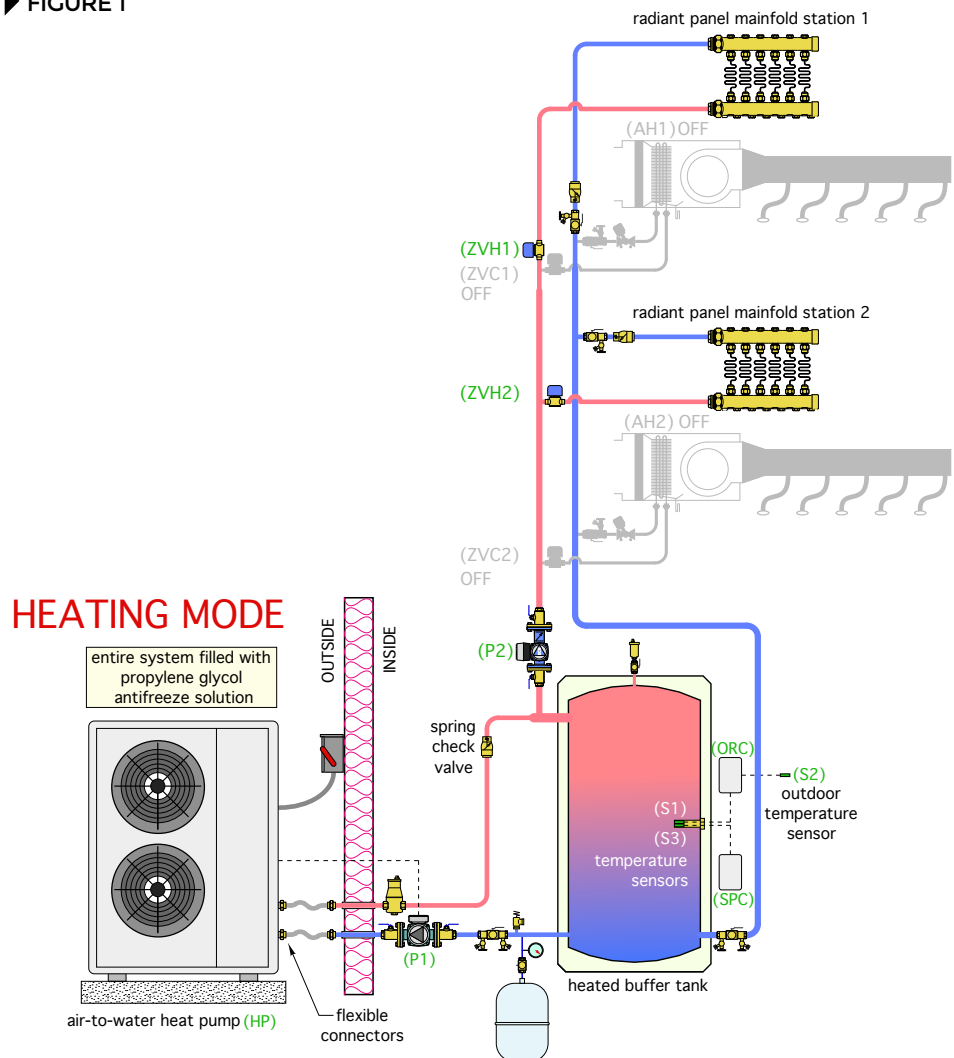 FIGURE 1
radiant panel mainfold station 1
(AH1) OFF
(ZVH1)
(ZVC1)
OFF
radiant panel mainfold station 2
(ZVH2)
(AH2) OFF
(ZVC2)
OFF
HEATING MODE
entire system filled with
propylene glycol
antifreeze solution
OUTSIDE
INSIDE
(P2)
spring
check
valve
(ORC)
(S2)
outdoor
temperature
sensor
(S1)
(S3)
temperature
sensors
(SPC)
(P1)
heated buffer tank
air-to-water heat pump (HP)
flexible
connectors